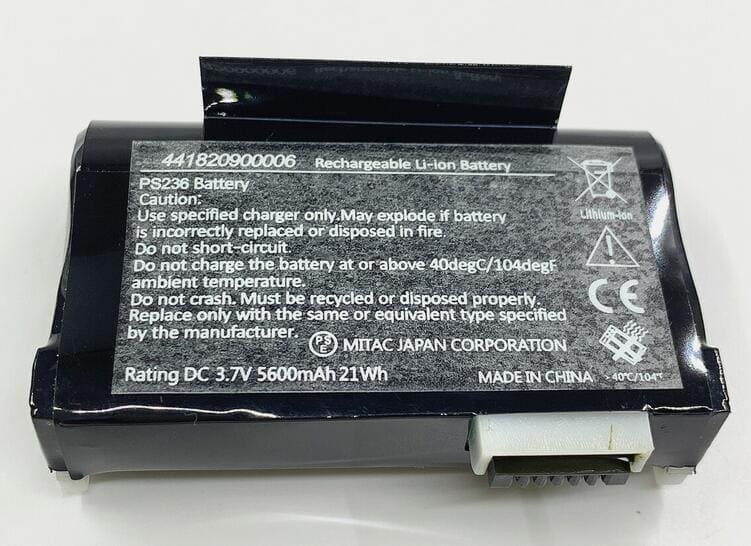 441820900006 Rechargeable Li-ion Battery
PS236 Battery
Caution:
Use specified charger only.May explode if battery
is incorrectly replaced or disposed in fire.
Do not short-circuit.
Do not charge the battery at or above 40degC/104degF
ambient temperature.
Do not crash. Must be recycled or disposed properly.
Replace only with the same or equivalent type specified
by the manufacturer.
PSE MITAC JAPAN CORPORATION
Rating DC 3.7V 5600mAh 21Wh
MADE IN CHINA
Lithium-ion
CE
-40°C/104°F